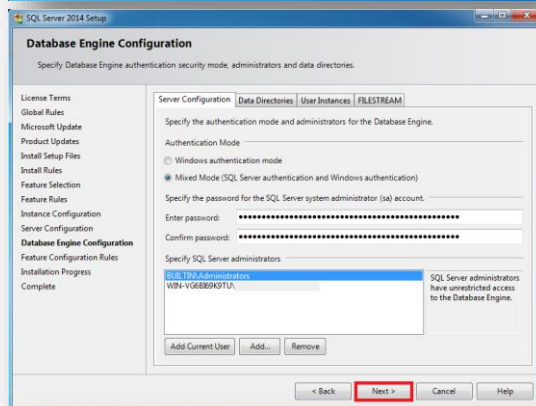 SQL Server 2014 Setup
Database Engine Configuration
Specify Database Engine authentication security mode, administrators and data directories.
License Terms
Global Rules
Microsoft Update
Product Updates
Install Setup Files
Install Rules
Feature Selection
Feature Rules
Instance Configuration
Server Configuration
Database Engine Configuration
Feature Configuration Rules
Installation Progress
Complete
Server Configuration Data Directories User Instances FILESTREAM
Specify the authentication mode and administrators for the Database Engine.
Authentication Mode
Windows authentication mode
Mixed Mode (SQL Server authentication and Windows authentication)
Specify the password for the SQL Server system administrator (sa) account.
Enter password:
Confirm password:
Specify SQL Server administrators
BUILTIN\Administrators
WIN-VG6BI69K9TU\
SQL Server administrators
have unrestricted access
to the Database Engine.
Add Current User Add... Remove
< Back Next > Cancel Help